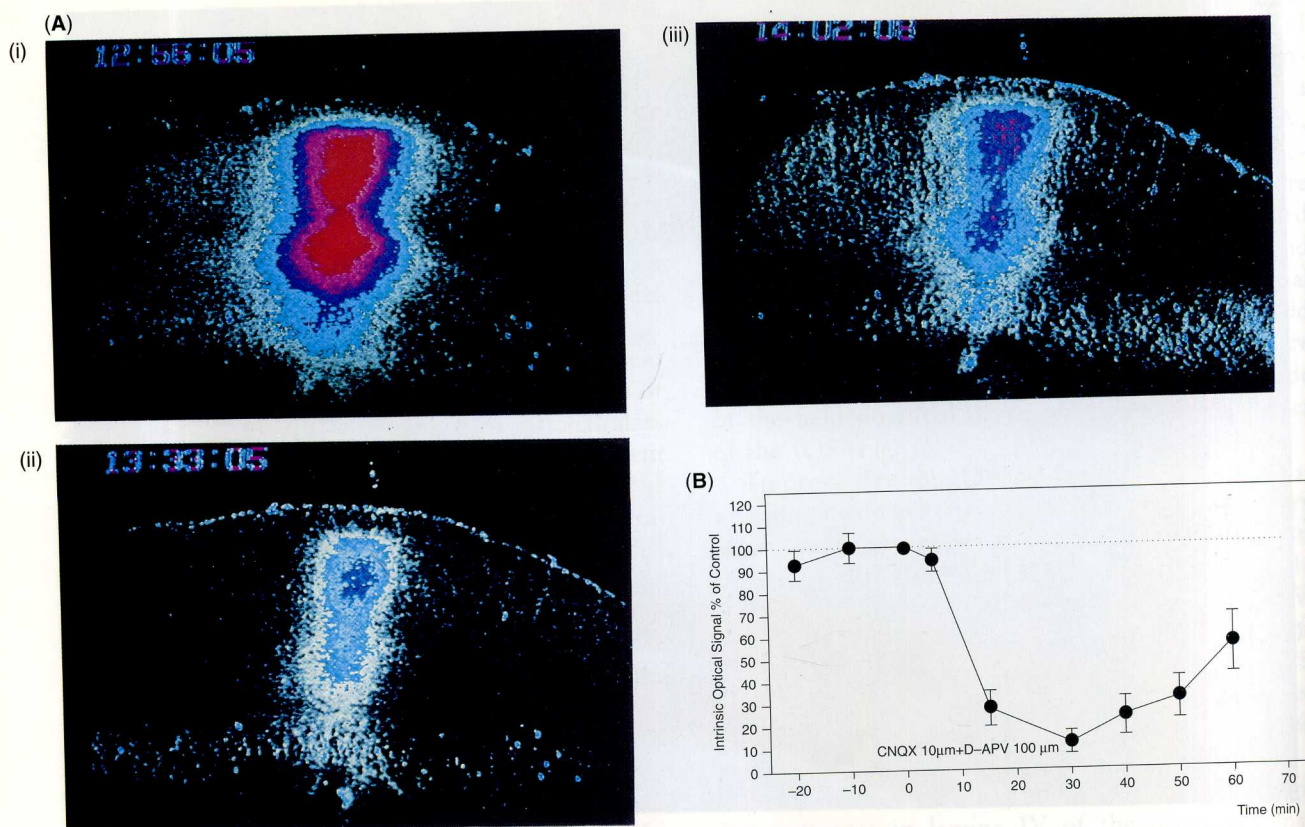 (A)
(i)
12:56:05
(iii)
14:02:08
(ii)
13:33:05
(B)
Intrinsic Optical Signal % of Control
120
110
100
90
80
70
60
50
40
30
20
10
0
CNQX 10μm+D–APV 100 μm
–20 –10 0 10 20 30 40 50 60 70
Time (min)